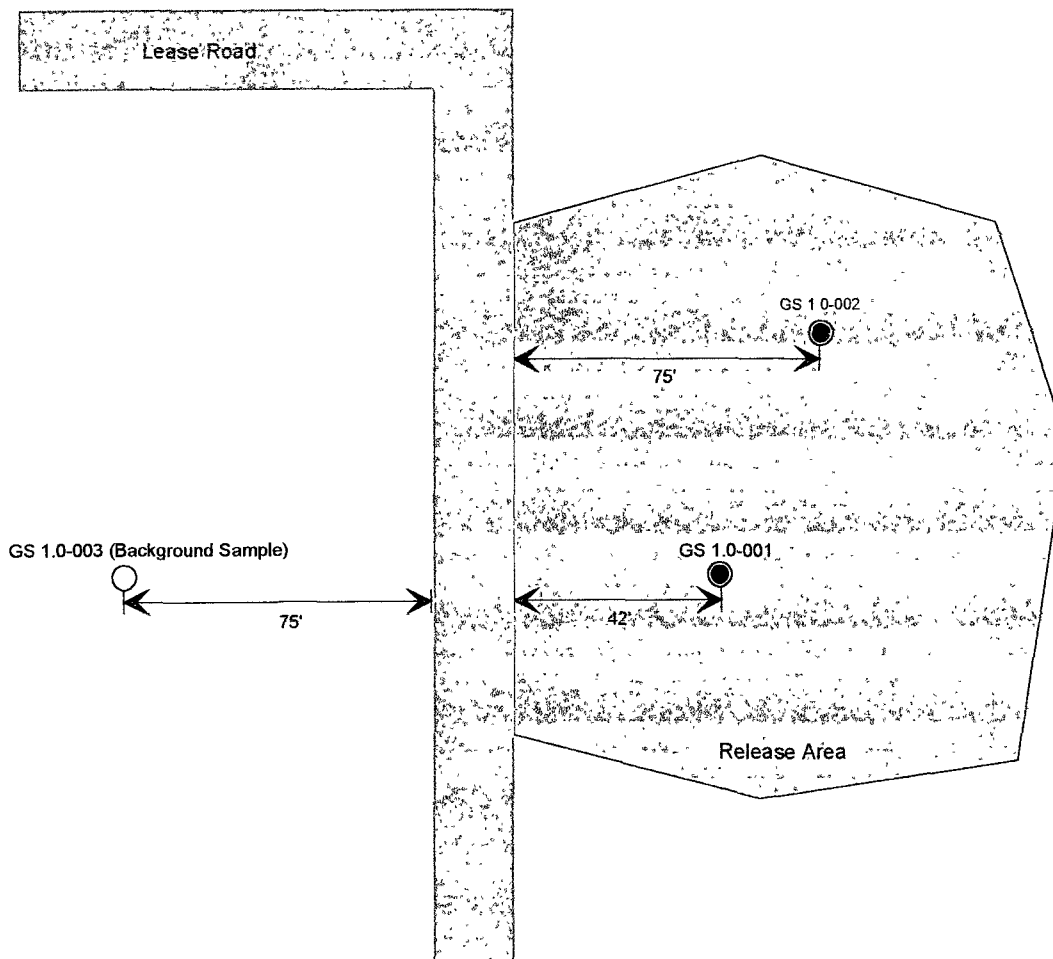 Lease Road
GS 1 0-002
75'
GS 1.0-003 (Background Sample)
GS 1.0-001
75'
42'
Release Area